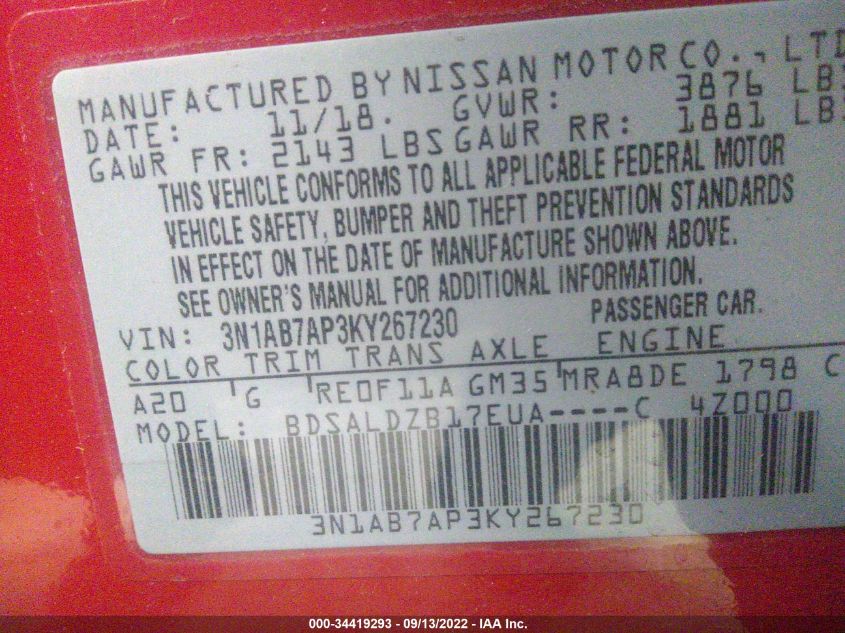 MANUFACTURED BY NISSAN MOTOR CO., LTD
DATE: 11/18. GVWR: 3876 LBS
GAWR FR: 2143 LBS GAWR RR: 1881 LBS
THIS VEHICLE CONFORMS TO ALL APPLICABLE FEDERAL MOTOR
VEHICLE SAFETY, BUMPER AND THEFT PREVENTION STANDARDS
IN EFFECT ON THE DATE OF MANUFACTURE SHOWN ABOVE.
SEE OWNER'S MANUAL FOR ADDITIONAL INFORMATION.
VIN: 3N1AB7AP3KY267230 PASSENGER CAR.
COLOR TRIM TRANS AXLE ENGINE
A20 G RE0F11A GM35 MRA8DE 1798 C
MODEL: BDSALDZB17EUA----C 4Z000
3N1AB7AP3KY267230
000-34419293 - 09/13/2022 - IAA Inc.